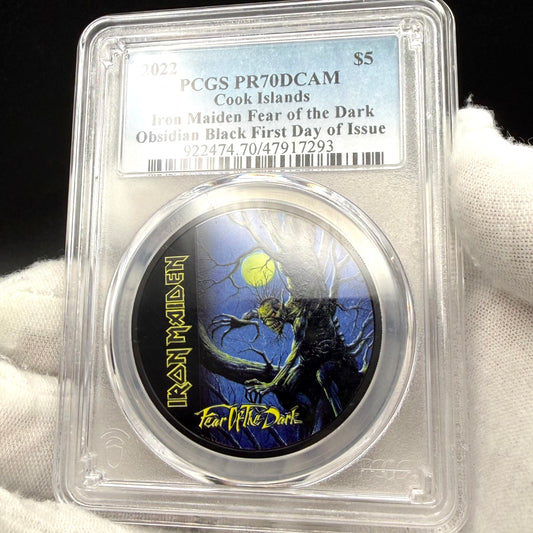 2022 PCGS PR70DCAM $5
Cook Islands
Iron Maiden Fear of the Dark
Obsidian Black First Day of Issue
922474.70/47917293
IRON MAIDEN
Fear Of The Dark